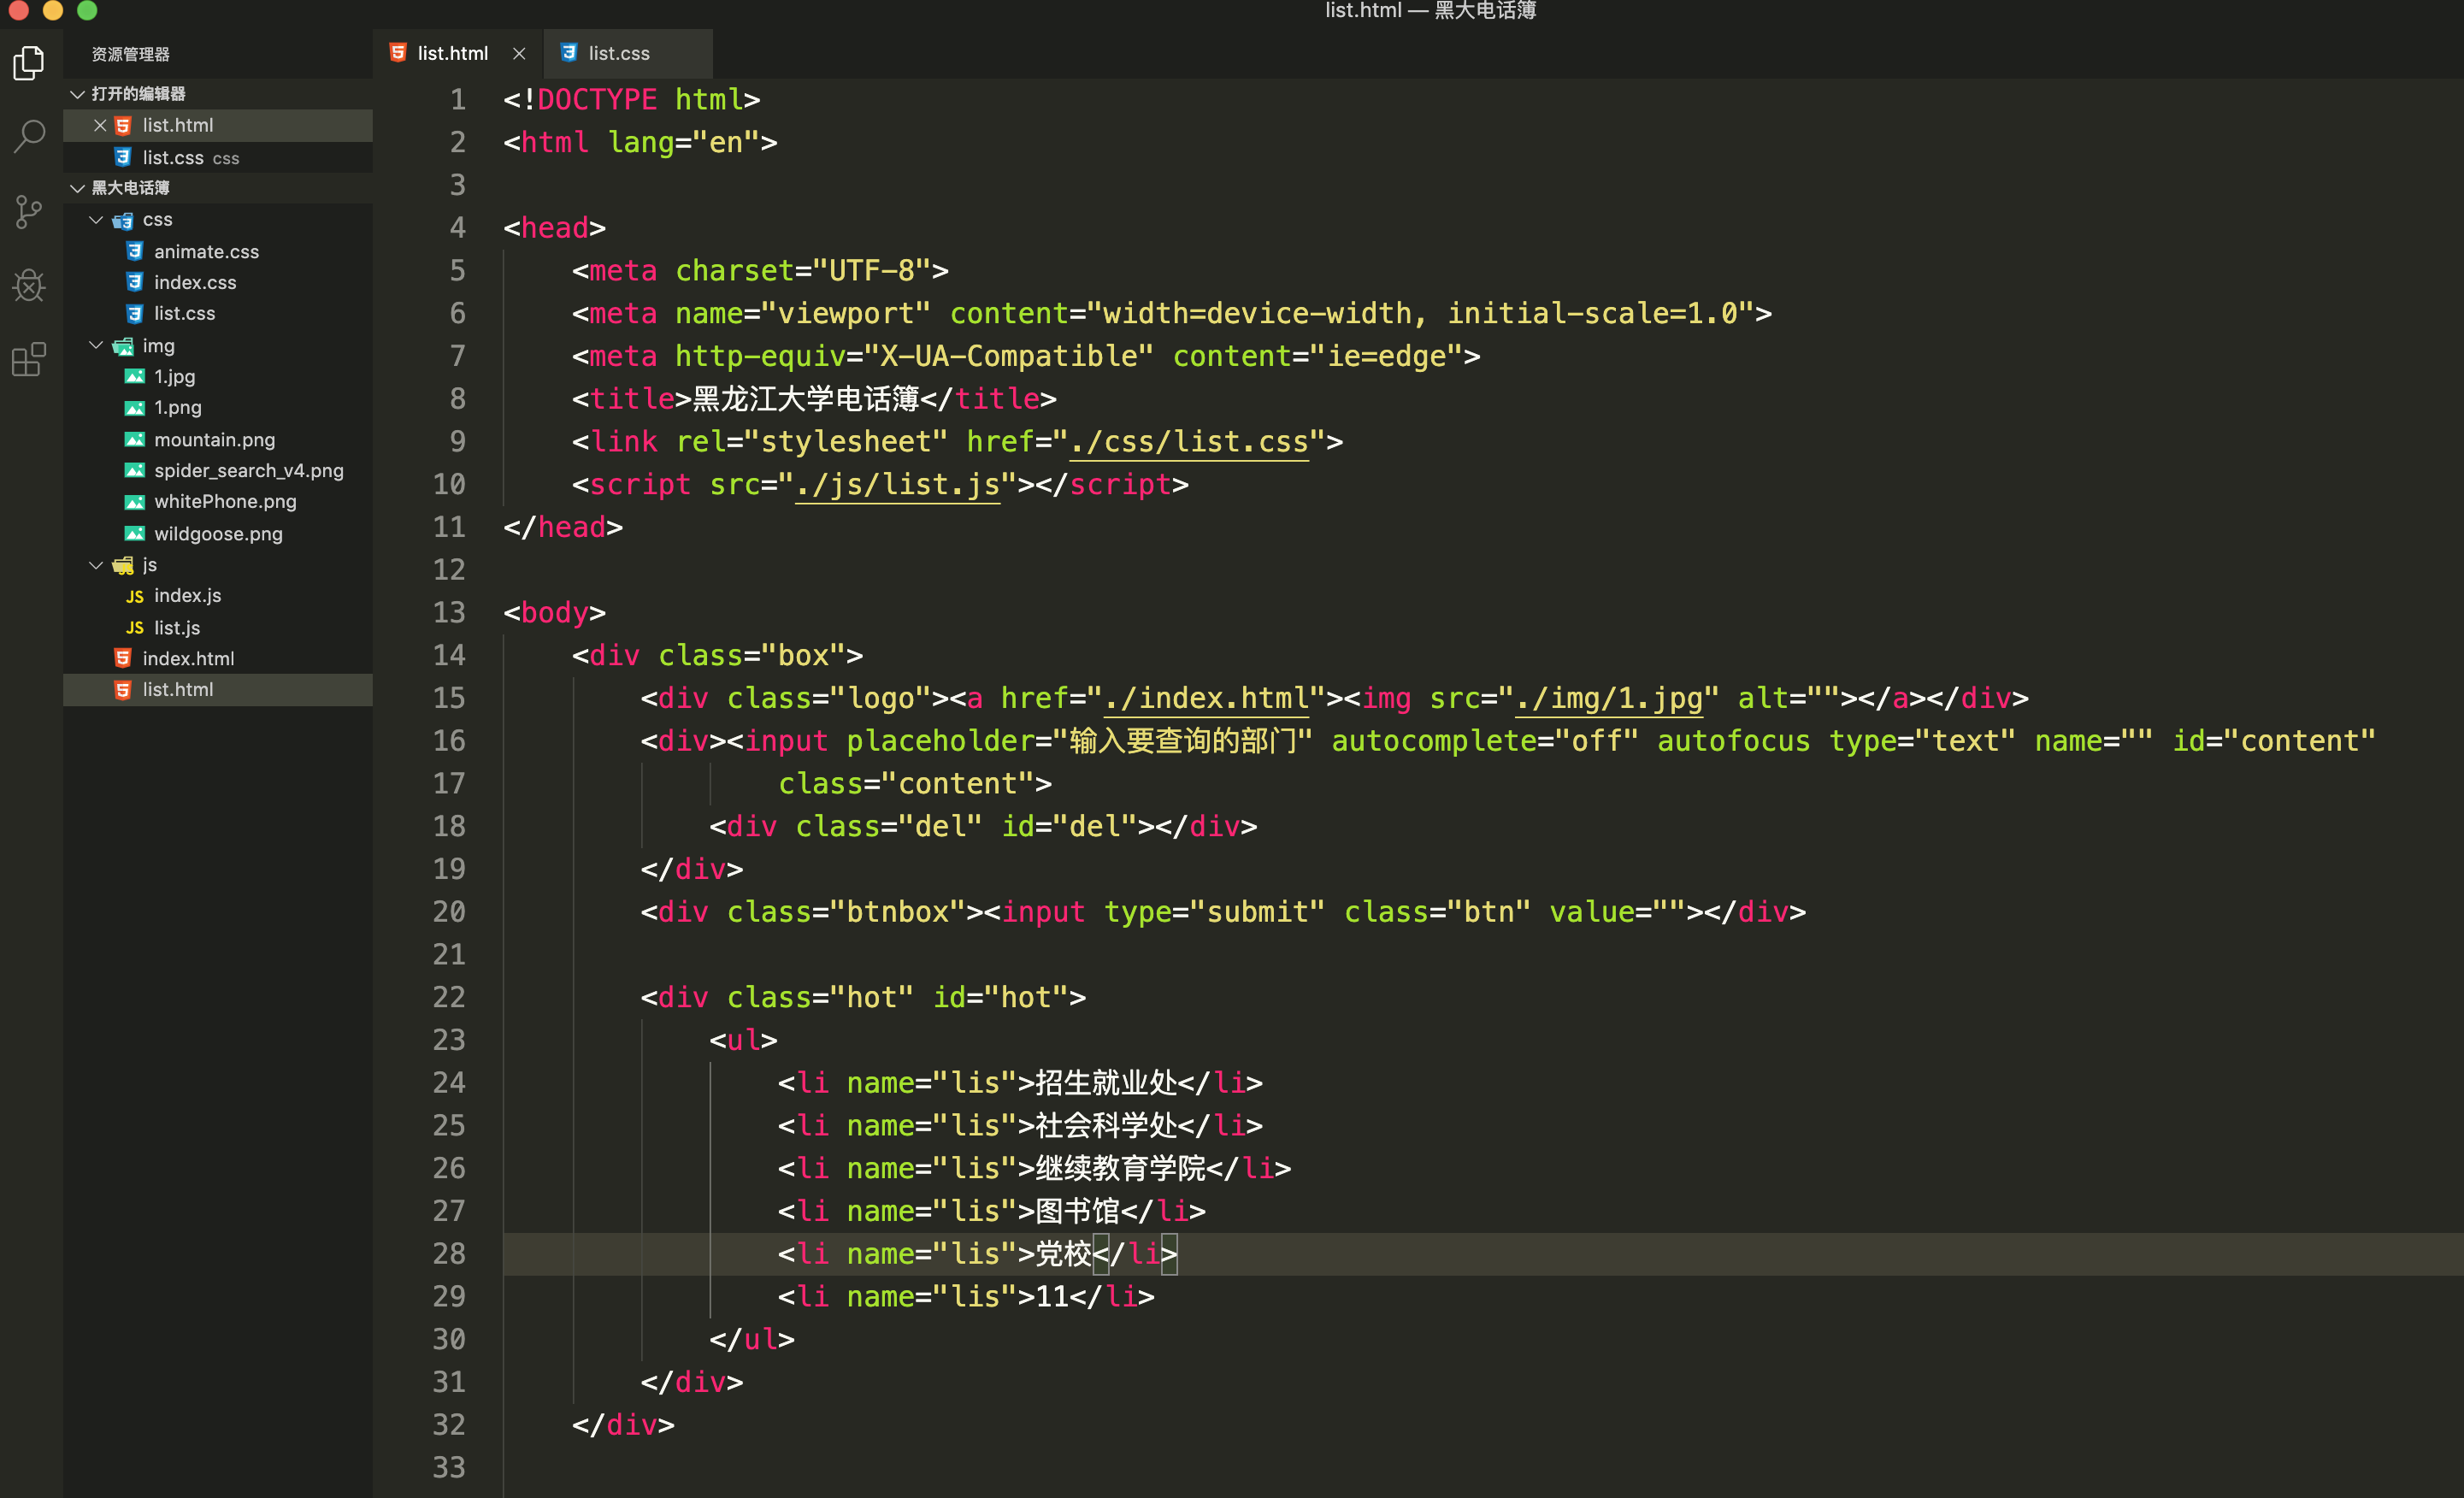 list.html — 黑大电话簿
资源管理器
打开的编辑器
list.html
list.css css
黑大电话簿
css
animate.css
index.css
list.css
img
1.jpg
1.png
mountain.png
spider_search_v4.png
whitePhone.png
wildgoose.png
js
JS index.js
JS list.js
index.html
list.html
list.html
list.css
1 <!DOCTYPE html>
2 <html lang="en">
3
4 <head>
5 <meta charset="UTF-8">
6 <meta name="viewport" content="width=device-width, initial-scale=1.0">
7 <meta http-equiv="X-UA-Compatible" content="ie=edge">
8 <title>黑龙江大学电话簿</title>
9 <link rel="stylesheet" href="./css/list.css">
10 <script src="./js/list.js"></script>
11 </head>
12
13 <body>
14 <div class="box">
15 <div class="logo"><a href="./index.html"><img src="./img/1.jpg" alt=""></a></div>
16 <div><input placeholder="输入要查询的部门" autocomplete="off" autofocus type="text" name="" id="content"
17 class="content">
18 <div class="del" id="del"></div>
19 </div>
20 <div class="btnbox"><input type="submit" class="btn" value=""></div>
21
22 <div class="hot" id="hot">
23 <ul>
24 <li name="lis">招生就业处</li>
25 <li name="lis">社会科学处</li>
26 <li name="lis">继续教育学院</li>
27 <li name="lis">图书馆</li>
28 <li name="lis">党校</li>
29 <li name="lis">11</li>
30 </ul>
31 </div>
32 </div>
33